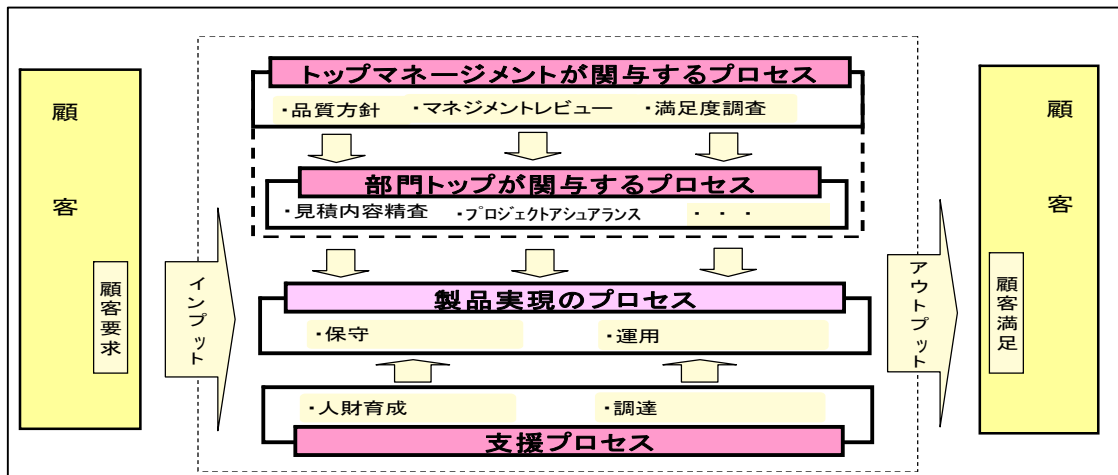 顧客
顧客要求
インプット
トップマネージメントが関与するプロセス
・品質方針 ・マネジメントレビュー ・満足度調査
部門トップが関与するプロセス
・見積内容精査 ・プロジェクトアシュアランス ・・・
製品実現のプロセス
・保守 ・運用
・人財育成 ・調達
支援プロセス
アウトプット
顧客
顧客満足